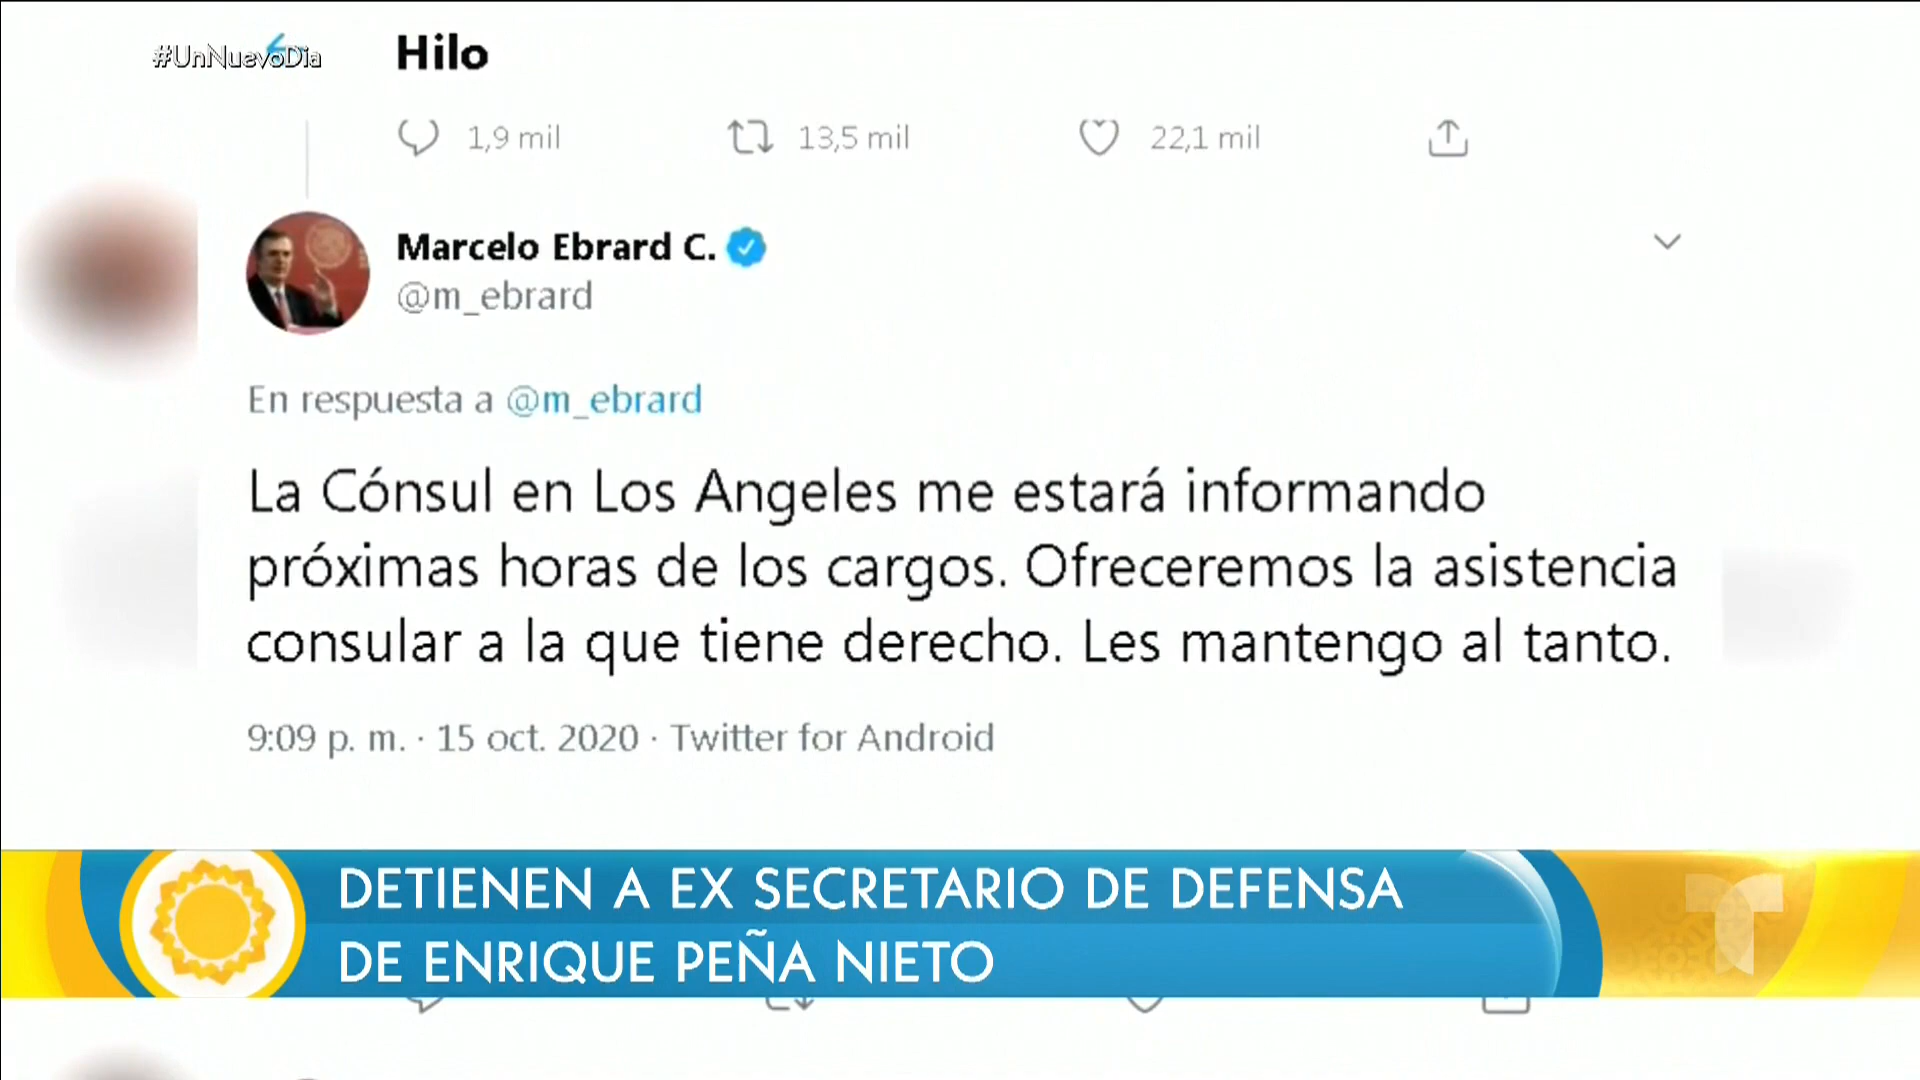 #UnNuevoDia
Hilo
1,9 mil 13,5 mil 22,1 mil
Marcelo Ebrard C.
@m_ebrard
En respuesta a @m_ebrard
La Cónsul en Los Angeles me estará informando
próximas horas de los cargos. Ofreceremos la asistencia
consular a la que tiene derecho. Les mantengo al tanto.
9:09 p. m. · 15 oct. 2020 · Twitter for Android
DETIENEN A EX SECRETARIO DE DEFENSA
DE ENRIQUE PEÑA NIETO